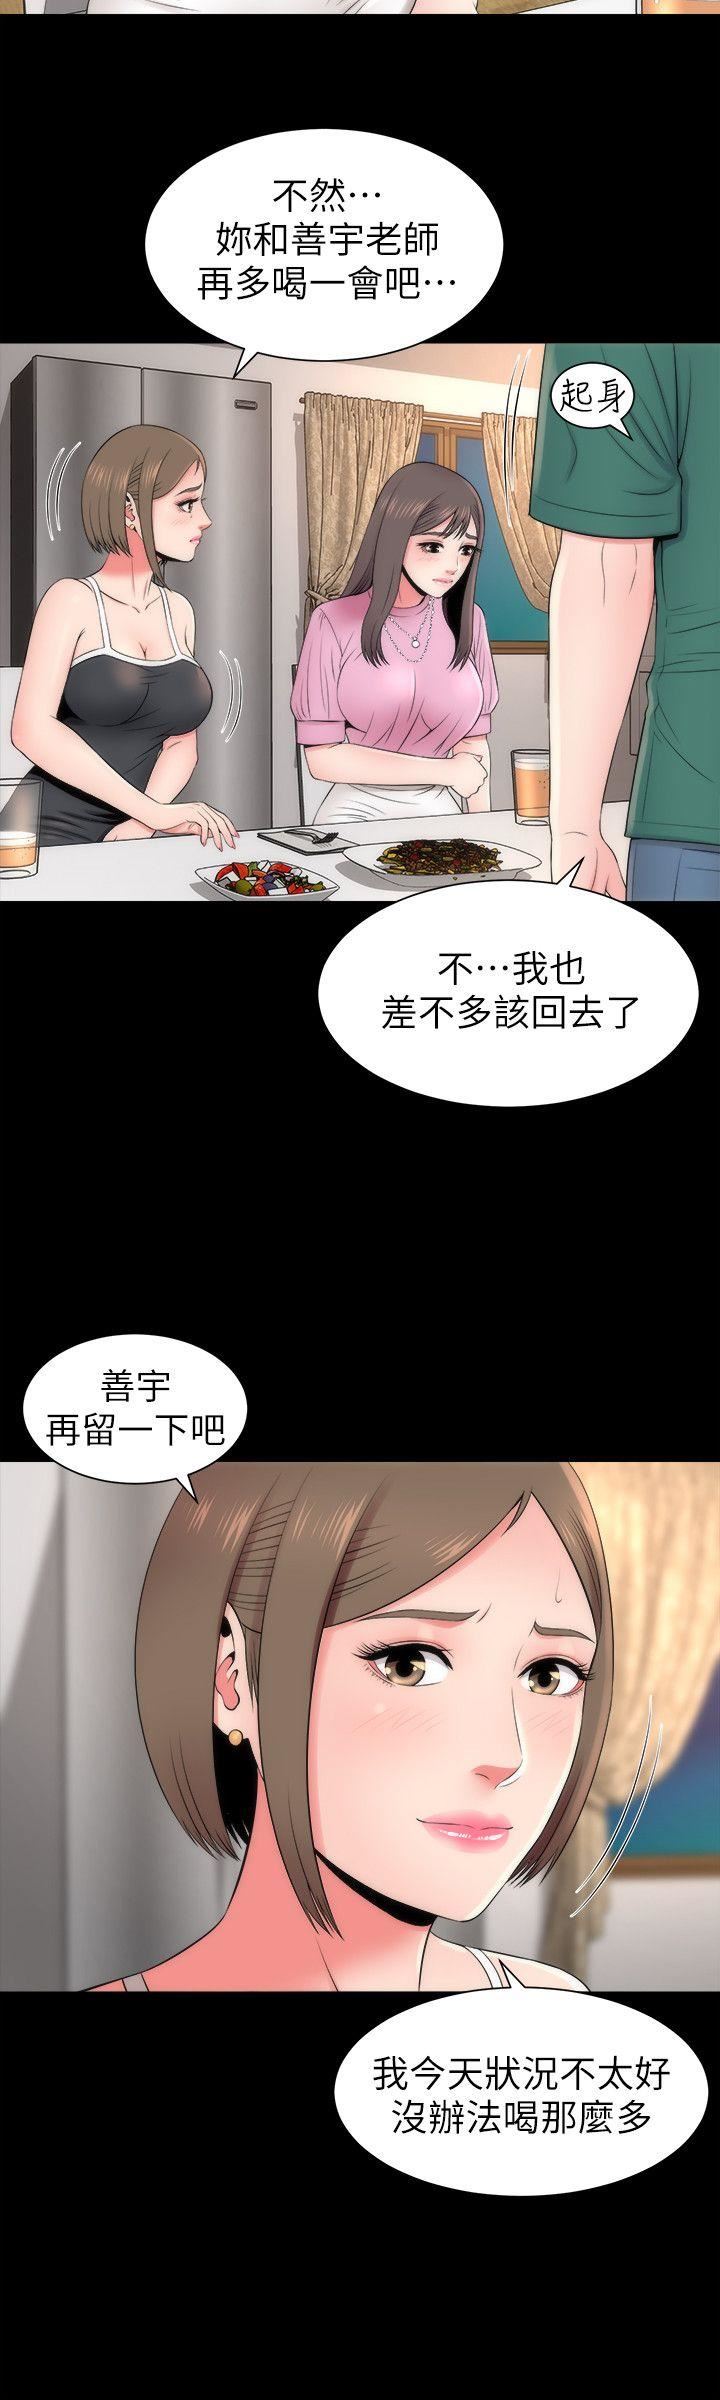 不然…
妳和善宇老師
再多喝一會吧…
起身
不…我也
差不多該回去了
善宇
再留一下吧
我今天狀況不太好
沒辦法喝那麼多